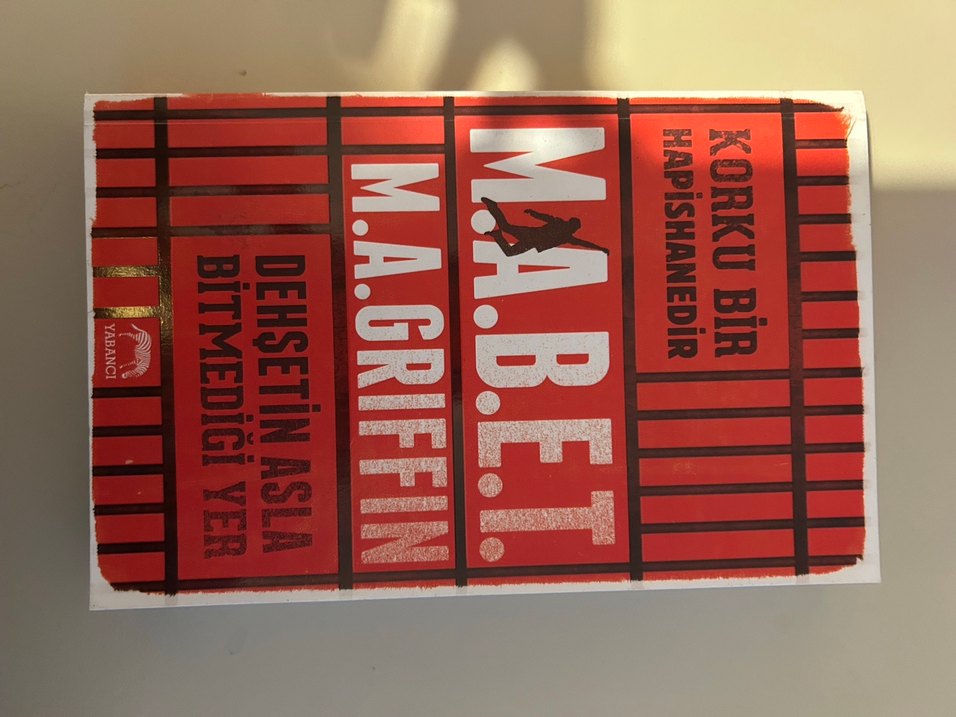 KORKU BİR
HAPİSHANEDİR
M.A.B.E.T.
M.A.GRIFFIN
DEHŞETİN ASLA
BİTMEDİĞİ YER
YABANCI